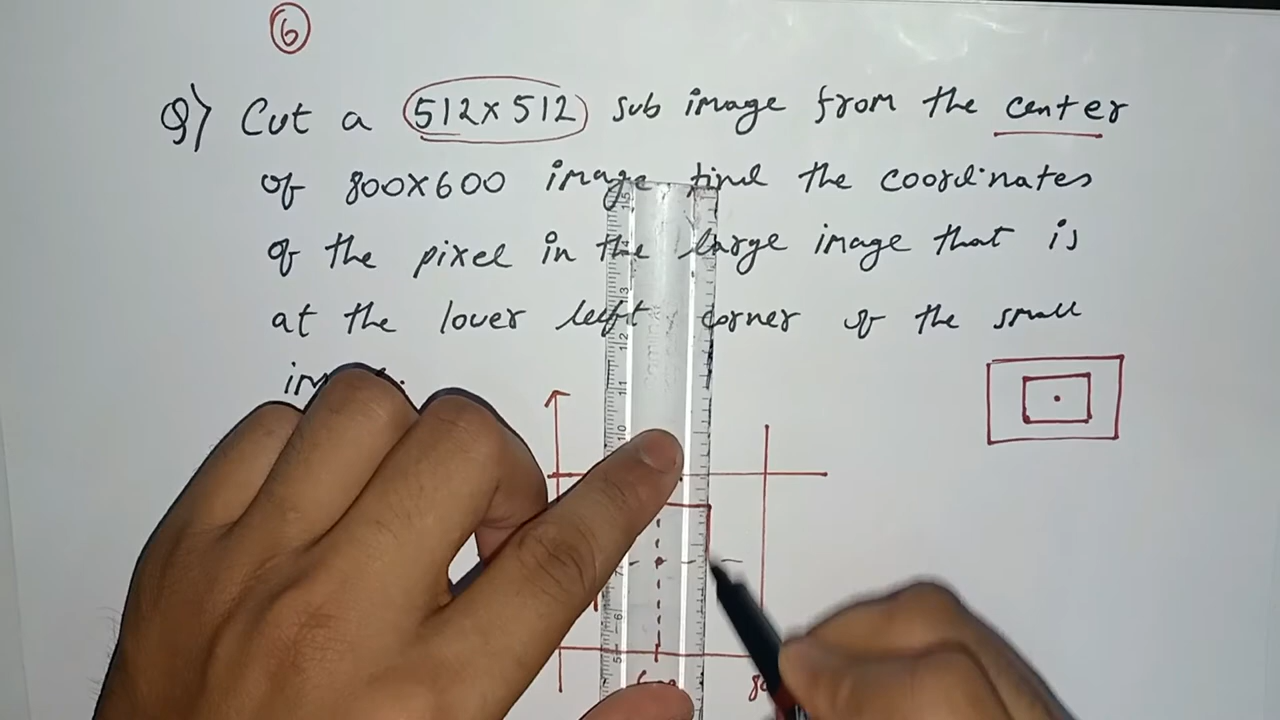 6
Q) Cut a 512x512 sub image from the center
of 800x600 image find the coordinates
of the pixel in the large image that is
at the lover left corner of the small